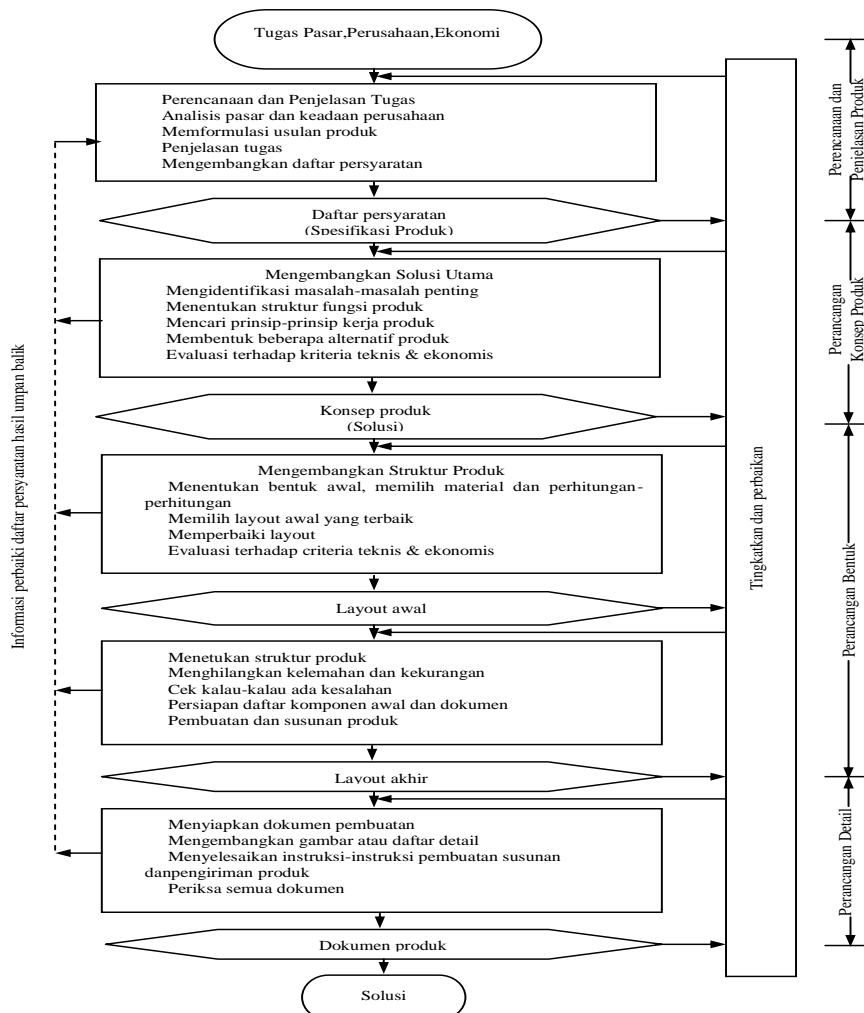 Tugas Pasar,Perusahaan,Ekonomi
Perencanaan dan Penjelasan Tugas
Analisis pasar dan keadaan perusahaan
Memformulasi usulan produk
Penjelasan tugas
Mengembangkan daftar persyaratan
Daftar persyaratan
(Spesifikasi Produk)
Mengembangkan Solusi Utama
Mengidentifikasi masalah-masalah penting
Menentukan struktur fungsi produk
Mencari prinsip-prinsip kerja produk
Membentuk beberapa alternatif produk
Evaluasi terhadap kriteria teknis & ekonomis
Konsep produk
(Solusi)
Mengembangkan Struktur Produk
Menentukan bentuk awal, memilih material dan perhitungan-
perhitungan
Memilih layout awal yang terbaik
Memperbaiki layout
Evaluasi terhadap criteria teknis & ekonomis
Layout awal
Menetukan struktur produk
Menghilangkan kelemahan dan kekurangan
Cek kalau-kalau ada kesalahan
Persiapan daftar komponen awal dan dokumen
Pembuatan dan susunan produk
Layout akhir
Menyiapkan dokumen pembuatan
Mengembangkan gambar atau daftar detail
Menyelesaikan instruksi-instruksi pembuatan susunan
danpengiriman produk
Periksa semua dokumen
Dokumen produk
Solusi
Informasi perbaiki daftar persyaratan hasil umpan balik
Tingkatkan dan perbaikan
Perencanaan dan
Penjelasan Produk
Perancangan
Konsep Produk
Perancangan Bentuk
Perancangan Detail